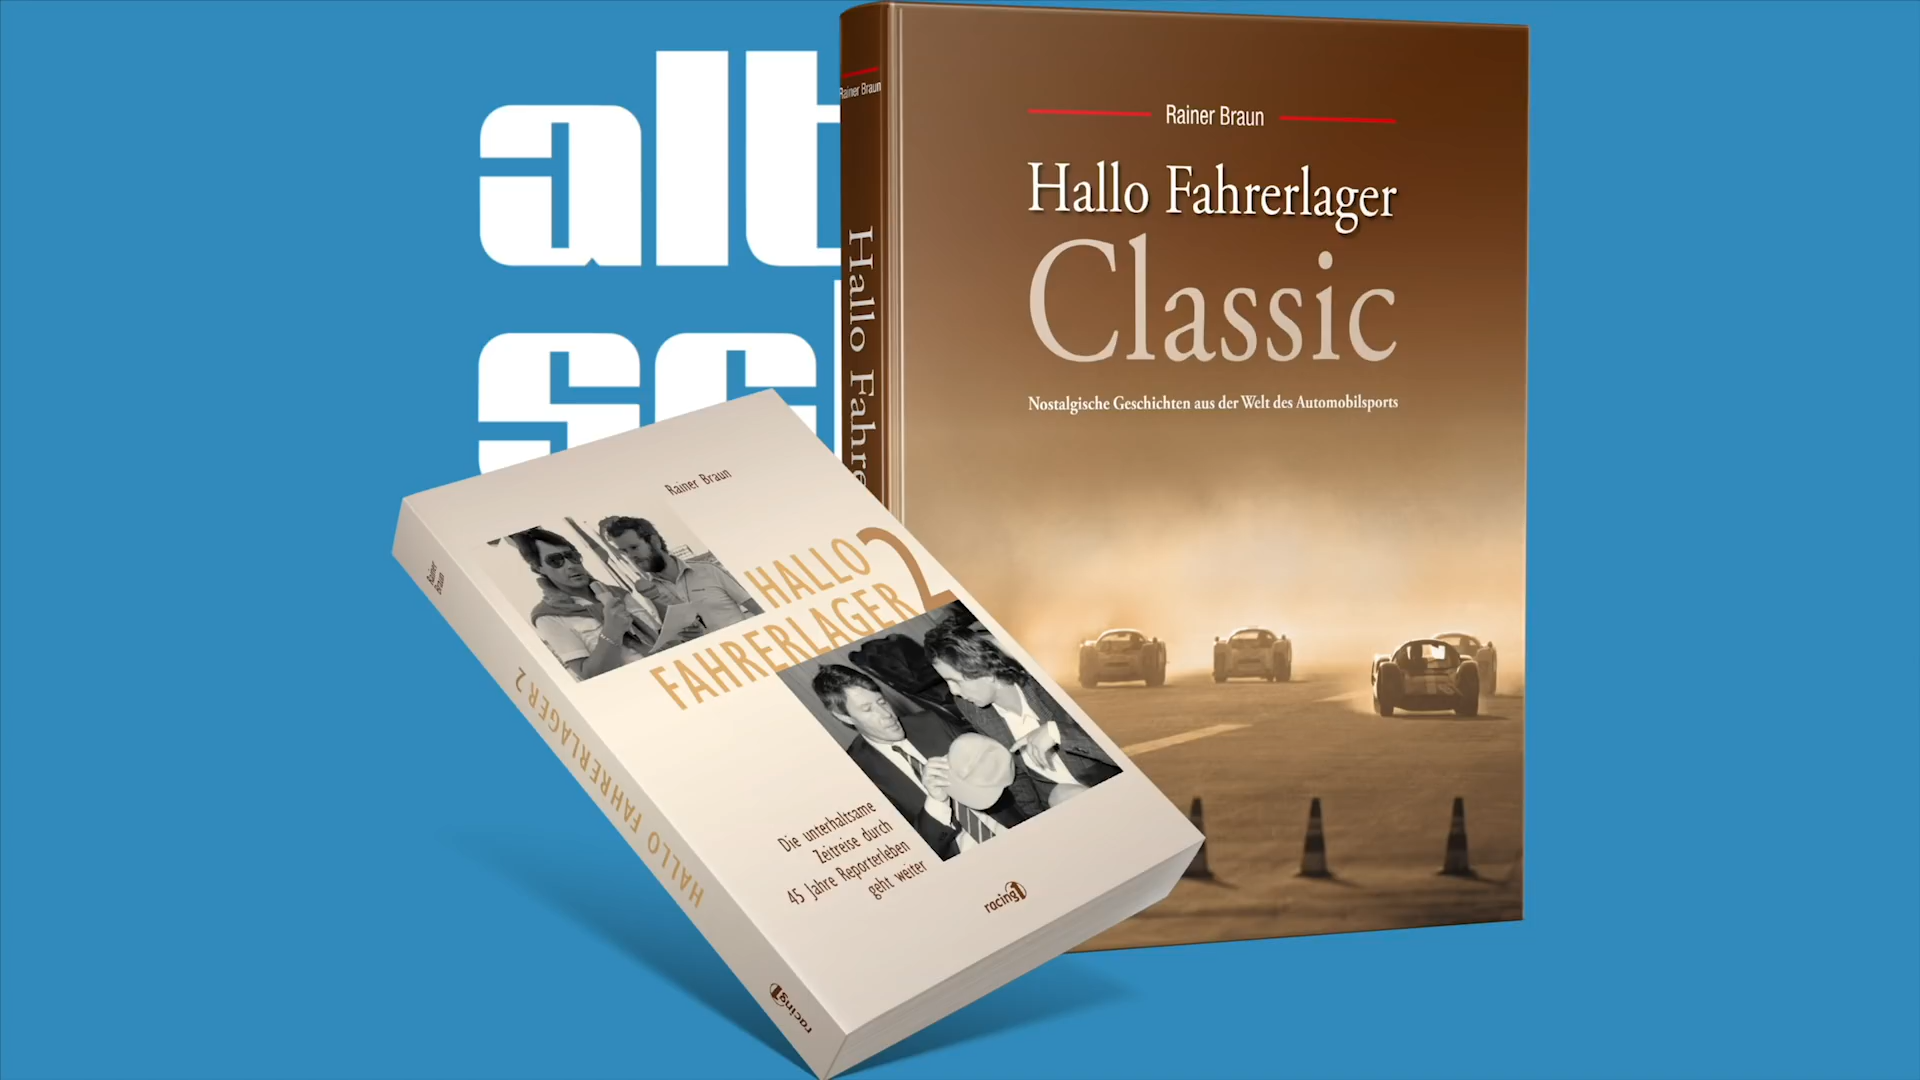 alt
Rainer Braun
Hallo Fahrerlager
Classic
Nostalgische Geschichten aus der Welt des Automobilsports
Rainer Braun
Hallo Fahre
Rainer Braun
HALLO
FAHRERLAGER 2
Die unterhaltsame
Zeitreise durch
45 Jahre Reporterleben
geht weiter
racing1
Rainer
Braun
HALLO FAHRERLAGER 2
racing1